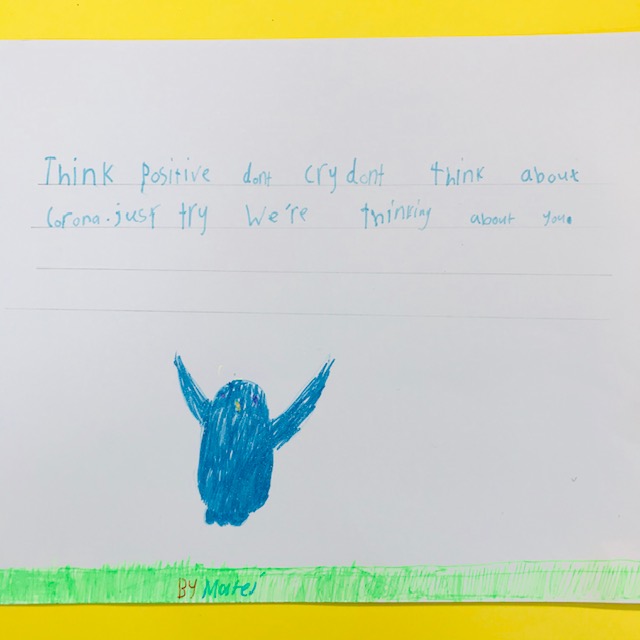 Think positive dont cry dont think about
Corona. just try We're thinking about you.
BY Matei